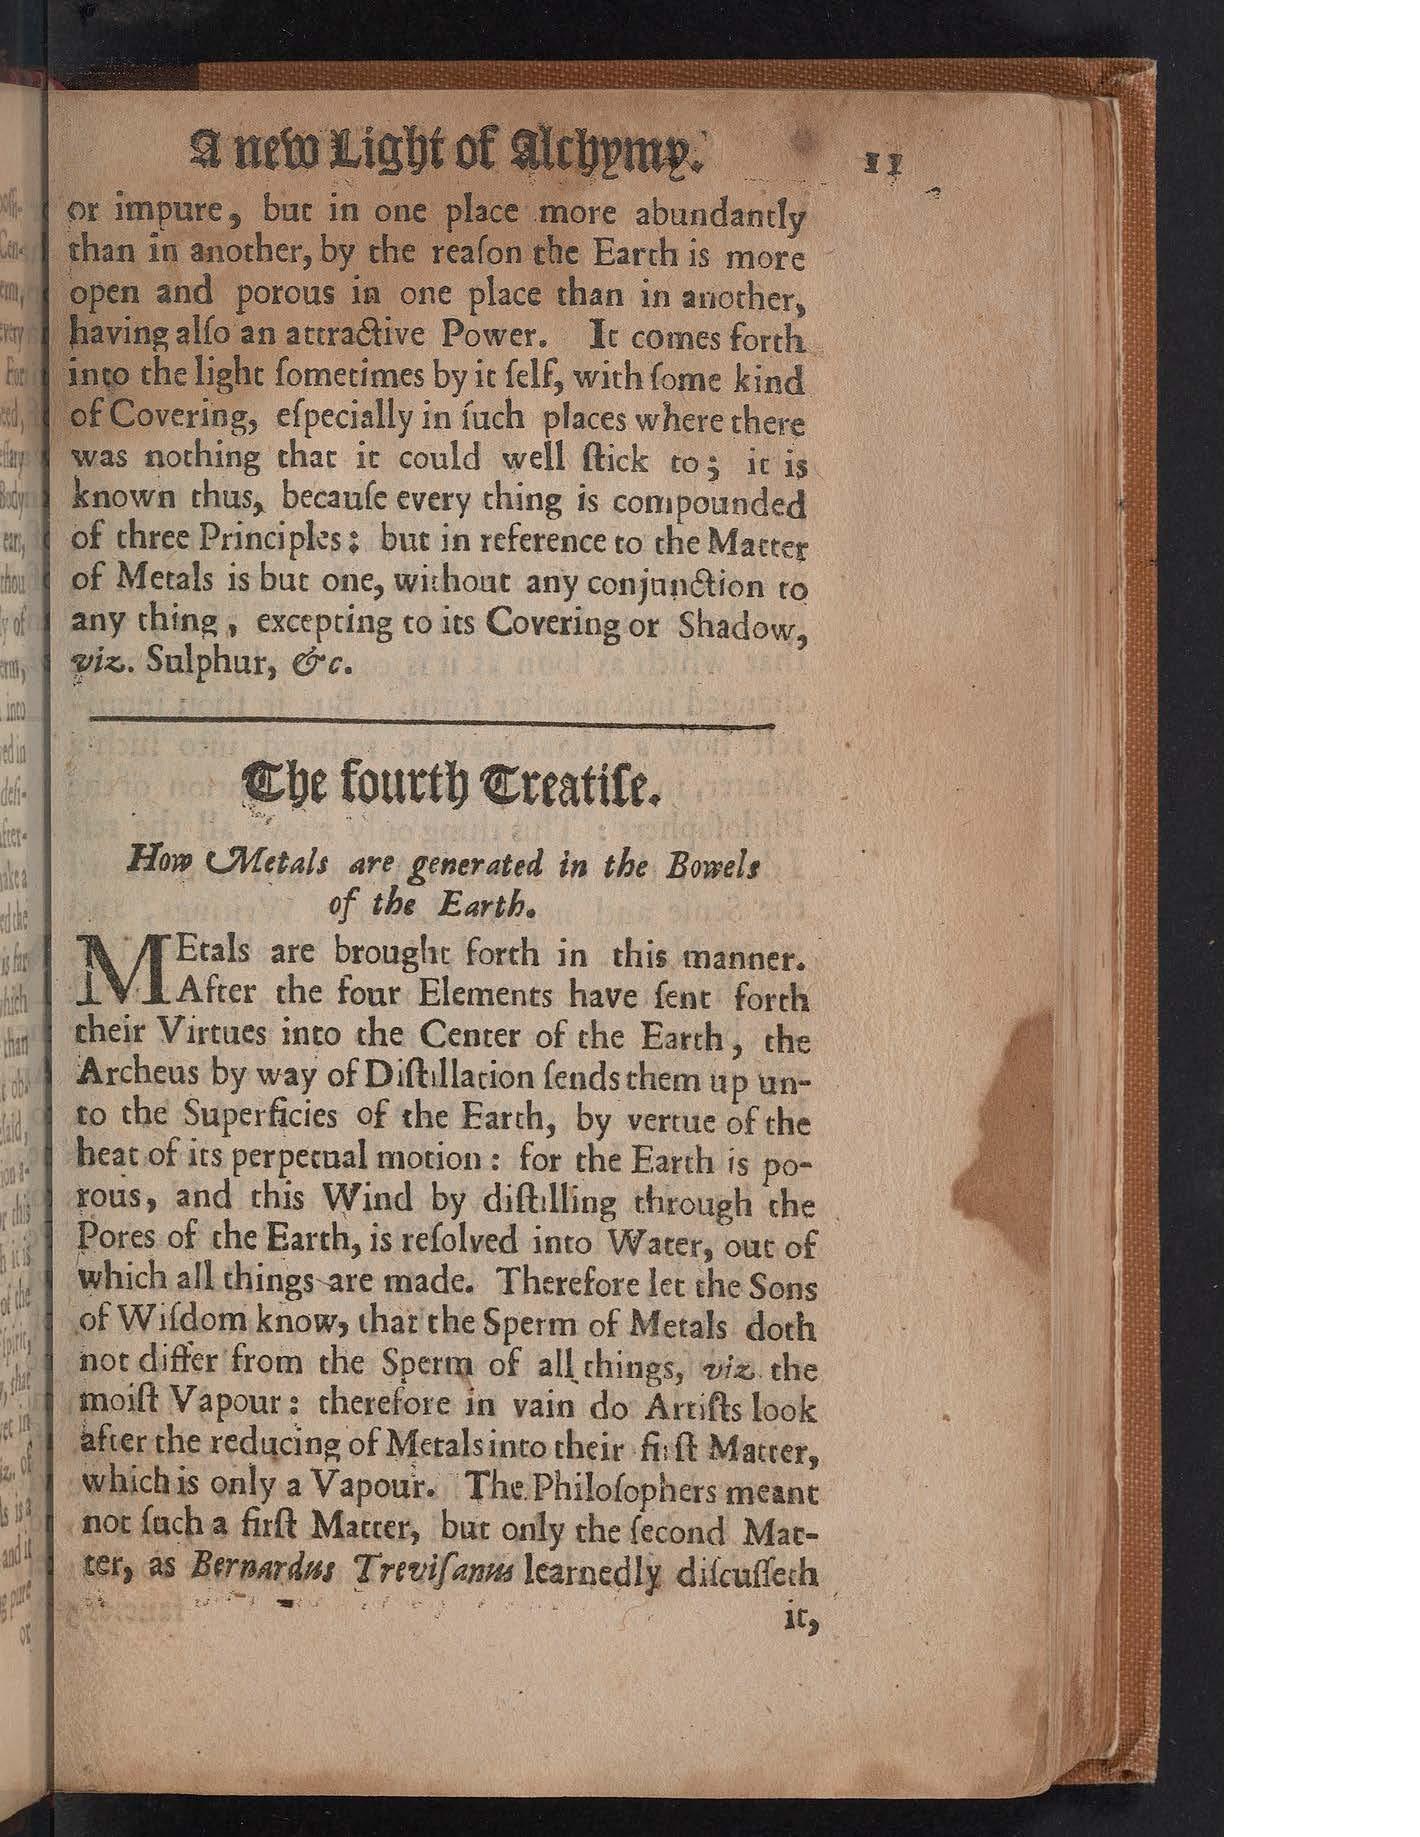 A new Light of Alchymy. 11
or impure, but in one place more abundantly
than in another, by the reaſon the Earth is more
open and porous in one place than in another,
having alſo an attractive Power. It comes forth
into the light ſometimes by it ſelf, with ſome kind
of Covering, eſpecially in ſuch places where there
was nothing that it could well ſtick to; it is
known thus, becauſe every thing is compounded
of three Principles; but in reference to the Matter
of Metals is but one, without any conjunction to
any thing, excepting to its Covering or Shadow,
viz. Sulphur, &c.
The fourth Treatiſe.
How Metals are generated in the Bowels
of the Earth.
MEtals are brought forth in this manner.
After the four Elements have ſent forth
their Virtues into the Center of the Earth, the
Archeus by way of Diſtillation ſends them up un-
to the Superficies of the Earth, by vertue of the
heat of its perpetual motion: for the Earth is po-
rous, and this Wind by diſtilling through the
Pores of the Earth, is reſolved into Water, out of
which all things are made. Therefore let the Sons
of Wiſdom know, that the Sperm of Metals doth
not differ from the Sperm of all things, viz. the
moiſt Vapour: therefore in vain do Artiſts look
after the reducing of Metals into their firſt Matter,
which is only a Vapour. The Philoſophers meant
not ſuch a firſt Matter, but only the ſecond Mat-
ter, as Bernardus Treviſanus learnedly diſcuſſeth
it,